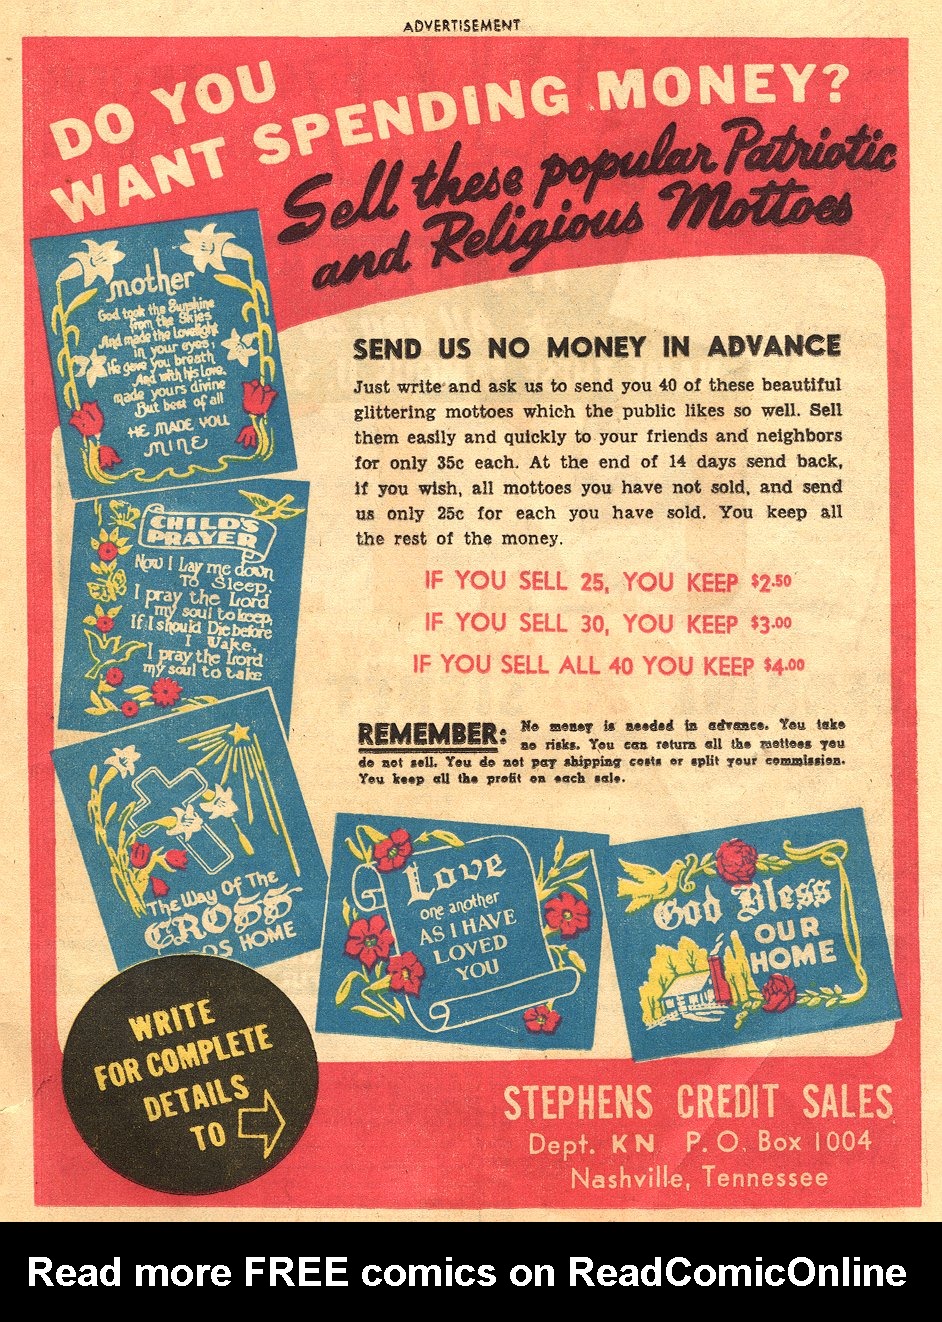 ADVERTISEMENT
DO YOU
WANT SPENDING MONEY?
Sell these popular Patriotic
and Religious Mottoes
mother
God took the Sunshine
from the Skies
And made the Lovelight
in your eyes,
He gave you breath
And with his Love,
made yours divine
But best of all
HE MADE YOU
MINE
CHILD'S
PRAYER
Now I Lay me down
To Sleep,
I pray the Lord
my soul to keep,
If I should Die before
I Wake,
I pray the Lord
my soul to take
The Way Of The
CROSS
DS HOME
SEND US NO MONEY IN ADVANCE
Just write and ask us to send you 40 of these beautiful
glittering mottoes which the public likes so well. Sell
them easily and quickly to your friends and neighbors
for only 35c each. At the end of 14 days send back,
if you wish, all mottoes you have not sold, and send
us only 25c for each you have sold. You keep all
the rest of the money.
IF YOU SELL 25, YOU KEEP $2.50
IF YOU SELL 30, YOU KEEP $3.00
IF YOU SELL ALL 40 YOU KEEP $4.00
REMEMBER: No money is needed in advance. You take
no risks. You can return all the mottoes you
do not sell. You do not pay shipping costs or split your commission.
You keep all the profit on each sale.
Love
one another
AS I HAVE
LOVED
YOU
God Bless
OUR
HOME
WRITE
FOR COMPLETE
DETAILS
TO
STEPHENS CREDIT SALES
Dept. KN P. O. Box 1004
Nashville, Tennessee
Read more FREE comics on ReadComicOnline